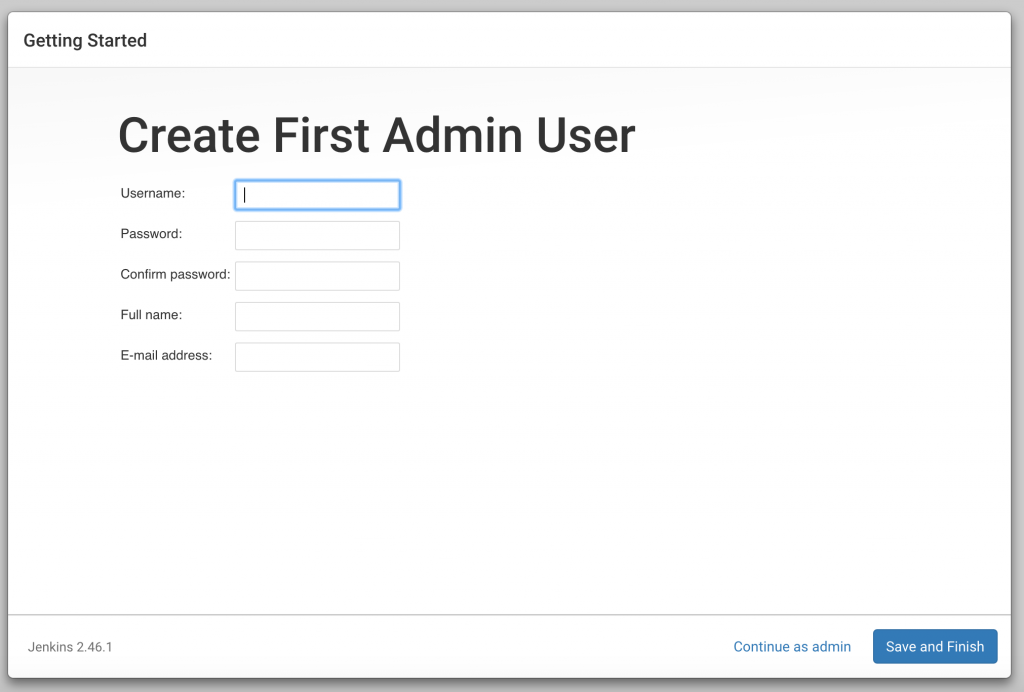 Getting Started
Create First Admin User
Username:
Password:
Confirm password:
Full name:
E-mail address:
Jenkins 2.46.1 Continue as admin Save and Finish